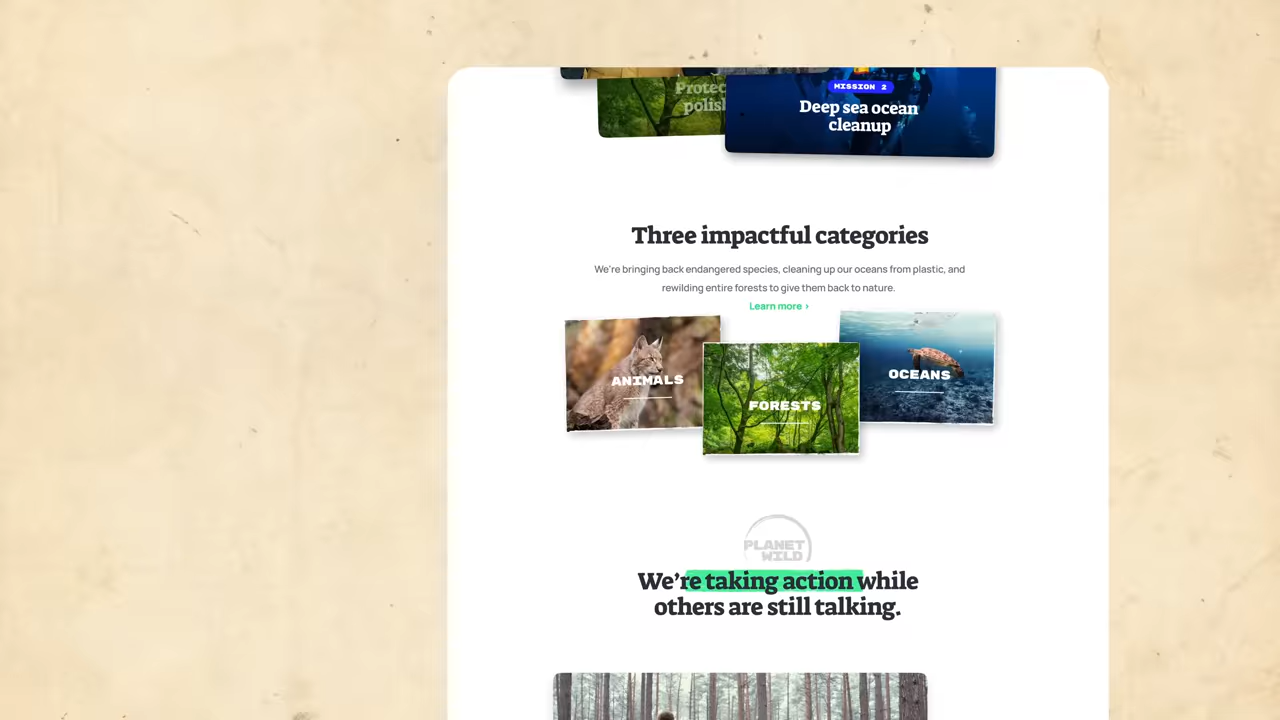 Protec
polis
MISSION 2
Deep sea ocean
cleanup
Three impactful categories
We're bringing back endangered species, cleaning up our oceans from plastic, and
rewilding entire forests to give them back to nature.
Learn more ›
ANIMALS
FORESTS
OCEANS
PLANET
WILD
We're taking action while
others are still talking.